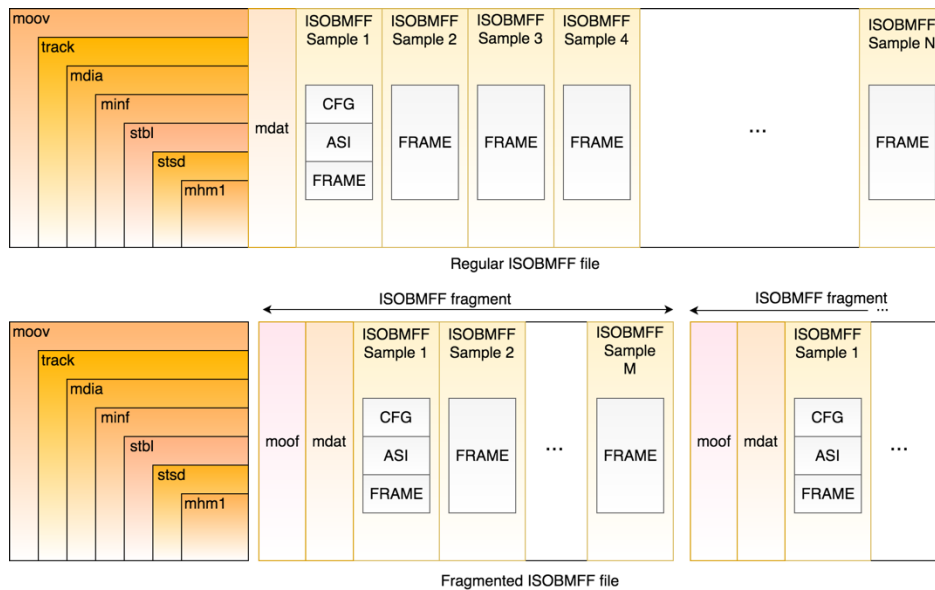 moov
track
mdia
minf
stbl
stsd
mhm1
mdat
ISOBMFF
Sample 1
CFG
ASI
FRAME
ISOBMFF
Sample 2
FRAME
ISOBMFF
Sample 3
FRAME
ISOBMFF
Sample 4
FRAME
...
ISOBMFF
Sample N
FRAME
Regular ISOBMFF file
ISOBMFF fragment
ISOBMFF fragment
...
moov
track
mdia
minf
stbl
stsd
mhm1
moof
mdat
ISOBMFF
Sample 1
CFG
ASI
FRAME
ISOBMFF
Sample 2
FRAME
...
ISOBMFF
Sample
M
FRAME
moof
mdat
ISOBMFF
Sample 1
CFG
ASI
FRAME
...
Fragmented ISOBMFF file